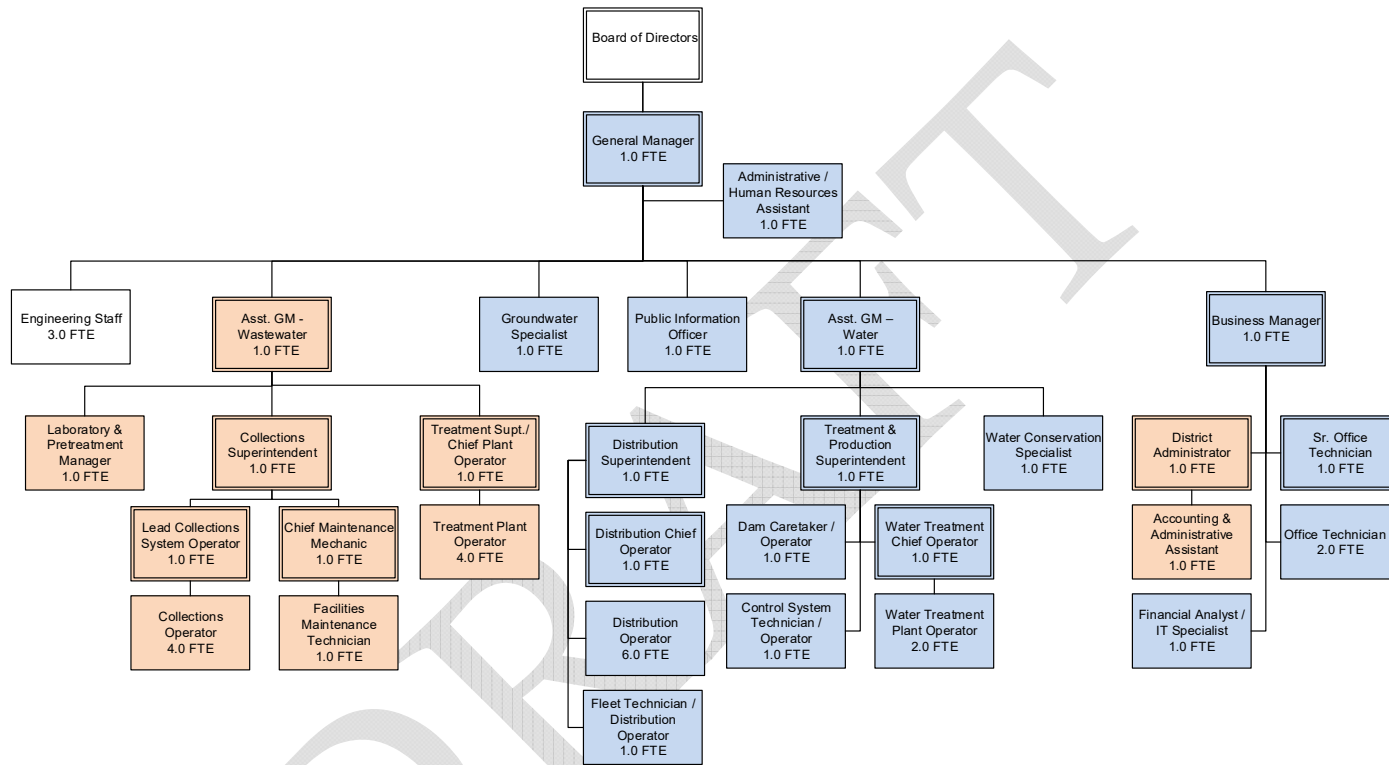 Board of Directors
General Manager
1.0 FTE
Administrative /
Human Resources
Assistant
1.0 FTE
Engineering Staff
3.0 FTE
Asst. GM -
Wastewater
1.0 FTE
Groundwater
Specialist
1.0 FTE
Public Information
Officer
1.0 FTE
Asst. GM –
Water
1.0 FTE
Business Manager
1.0 FTE
Laboratory &
Pretreatment
Manager
1.0 FTE
Collections
Superintendent
1.0 FTE
Treatment Supt./
Chief Plant
Operator
1.0 FTE
Distribution
Superintendent
1.0 FTE
Treatment &
Production
Superintendent
1.0 FTE
Water Conservation
Specialist
1.0 FTE
District
Administrator
1.0 FTE
Sr. Office
Technician
1.0 FTE
Lead Collections
System Operator
1.0 FTE
Chief Maintenance
Mechanic
1.0 FTE
Treatment Plant
Operator
4.0 FTE
Distribution Chief
Operator
1.0 FTE
Dam Caretaker /
Operator
1.0 FTE
Water Treatment
Chief Operator
1.0 FTE
Accounting &
Administrative
Assistant
1.0 FTE
Office Technician
2.0 FTE
Collections
Operator
4.0 FTE
Facilities
Maintenance
Technician
1.0 FTE
Distribution
Operator
6.0 FTE
Control System
Technician /
Operator
1.0 FTE
Water Treatment
Plant Operator
2.0 FTE
Financial Analyst /
IT Specialist
1.0 FTE
Fleet Technician /
Distribution
Operator
1.0 FTE
DRAFT